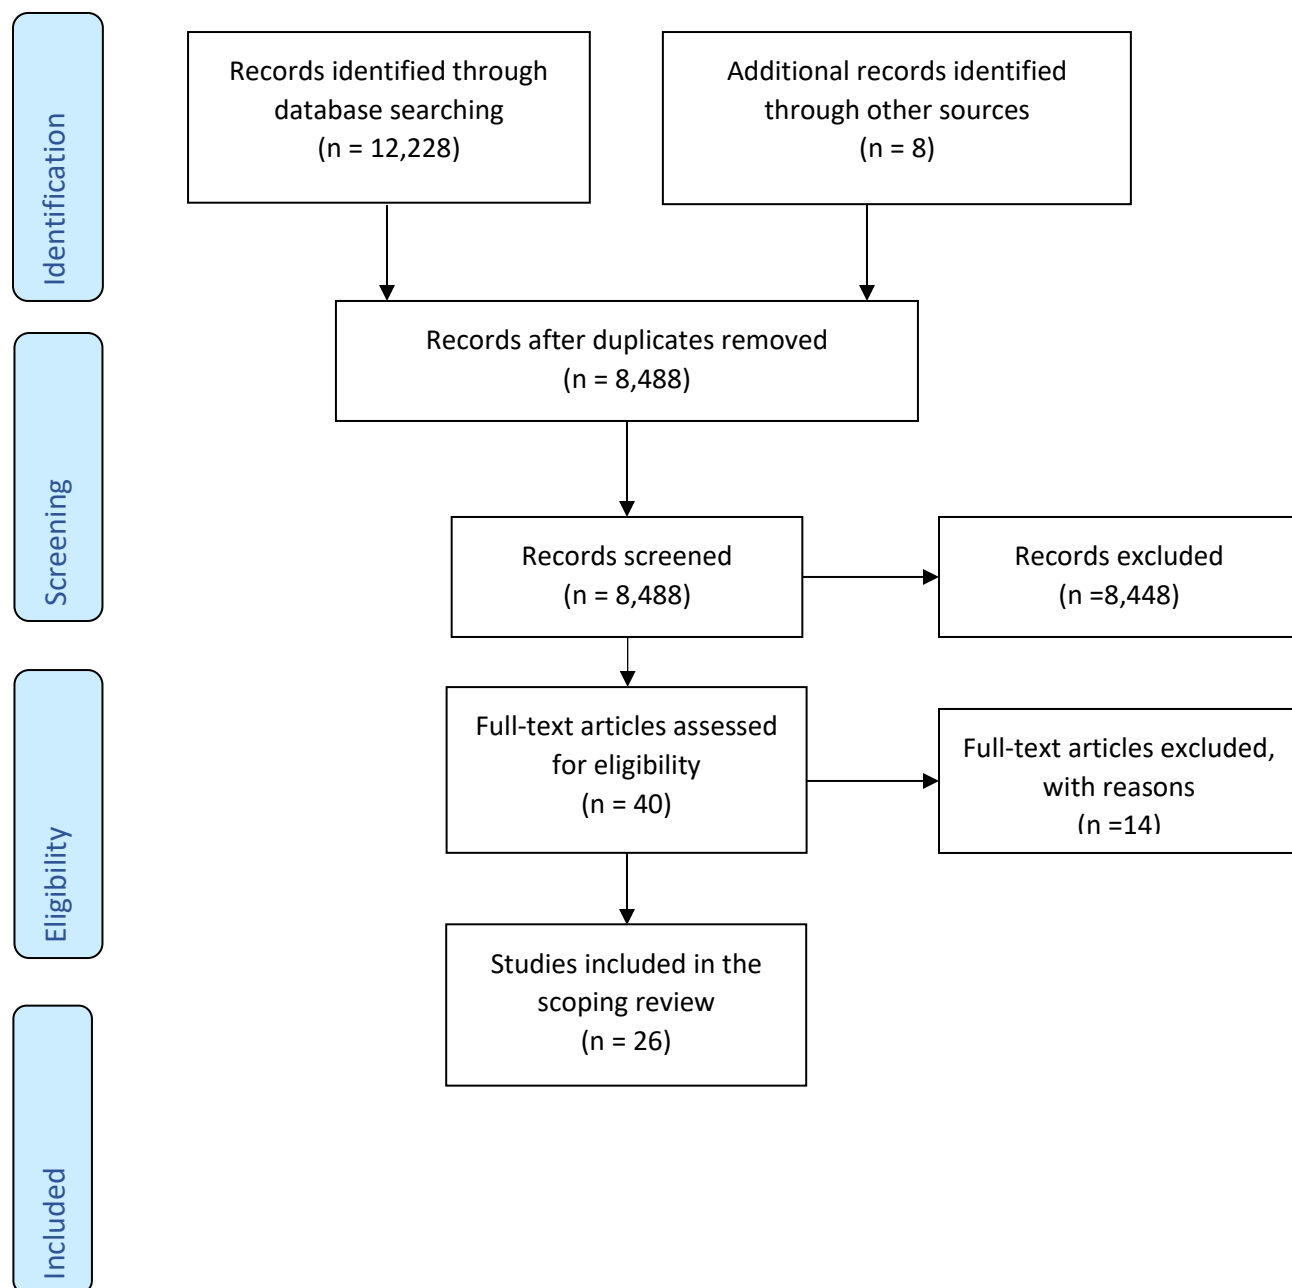 Identification
Records identified through
database searching
(n = 12,228)
Additional records identified
through other sources
(n = 8)
Records after duplicates removed
(n = 8,488)
Screening
Records screened
(n = 8,488)
Records excluded
(n =8,448)
Eligibility
Full-text articles assessed
for eligibility
(n = 40)
Full-text articles excluded,
with reasons
(n =14)
Included
Studies included in the
scoping review
(n = 26)